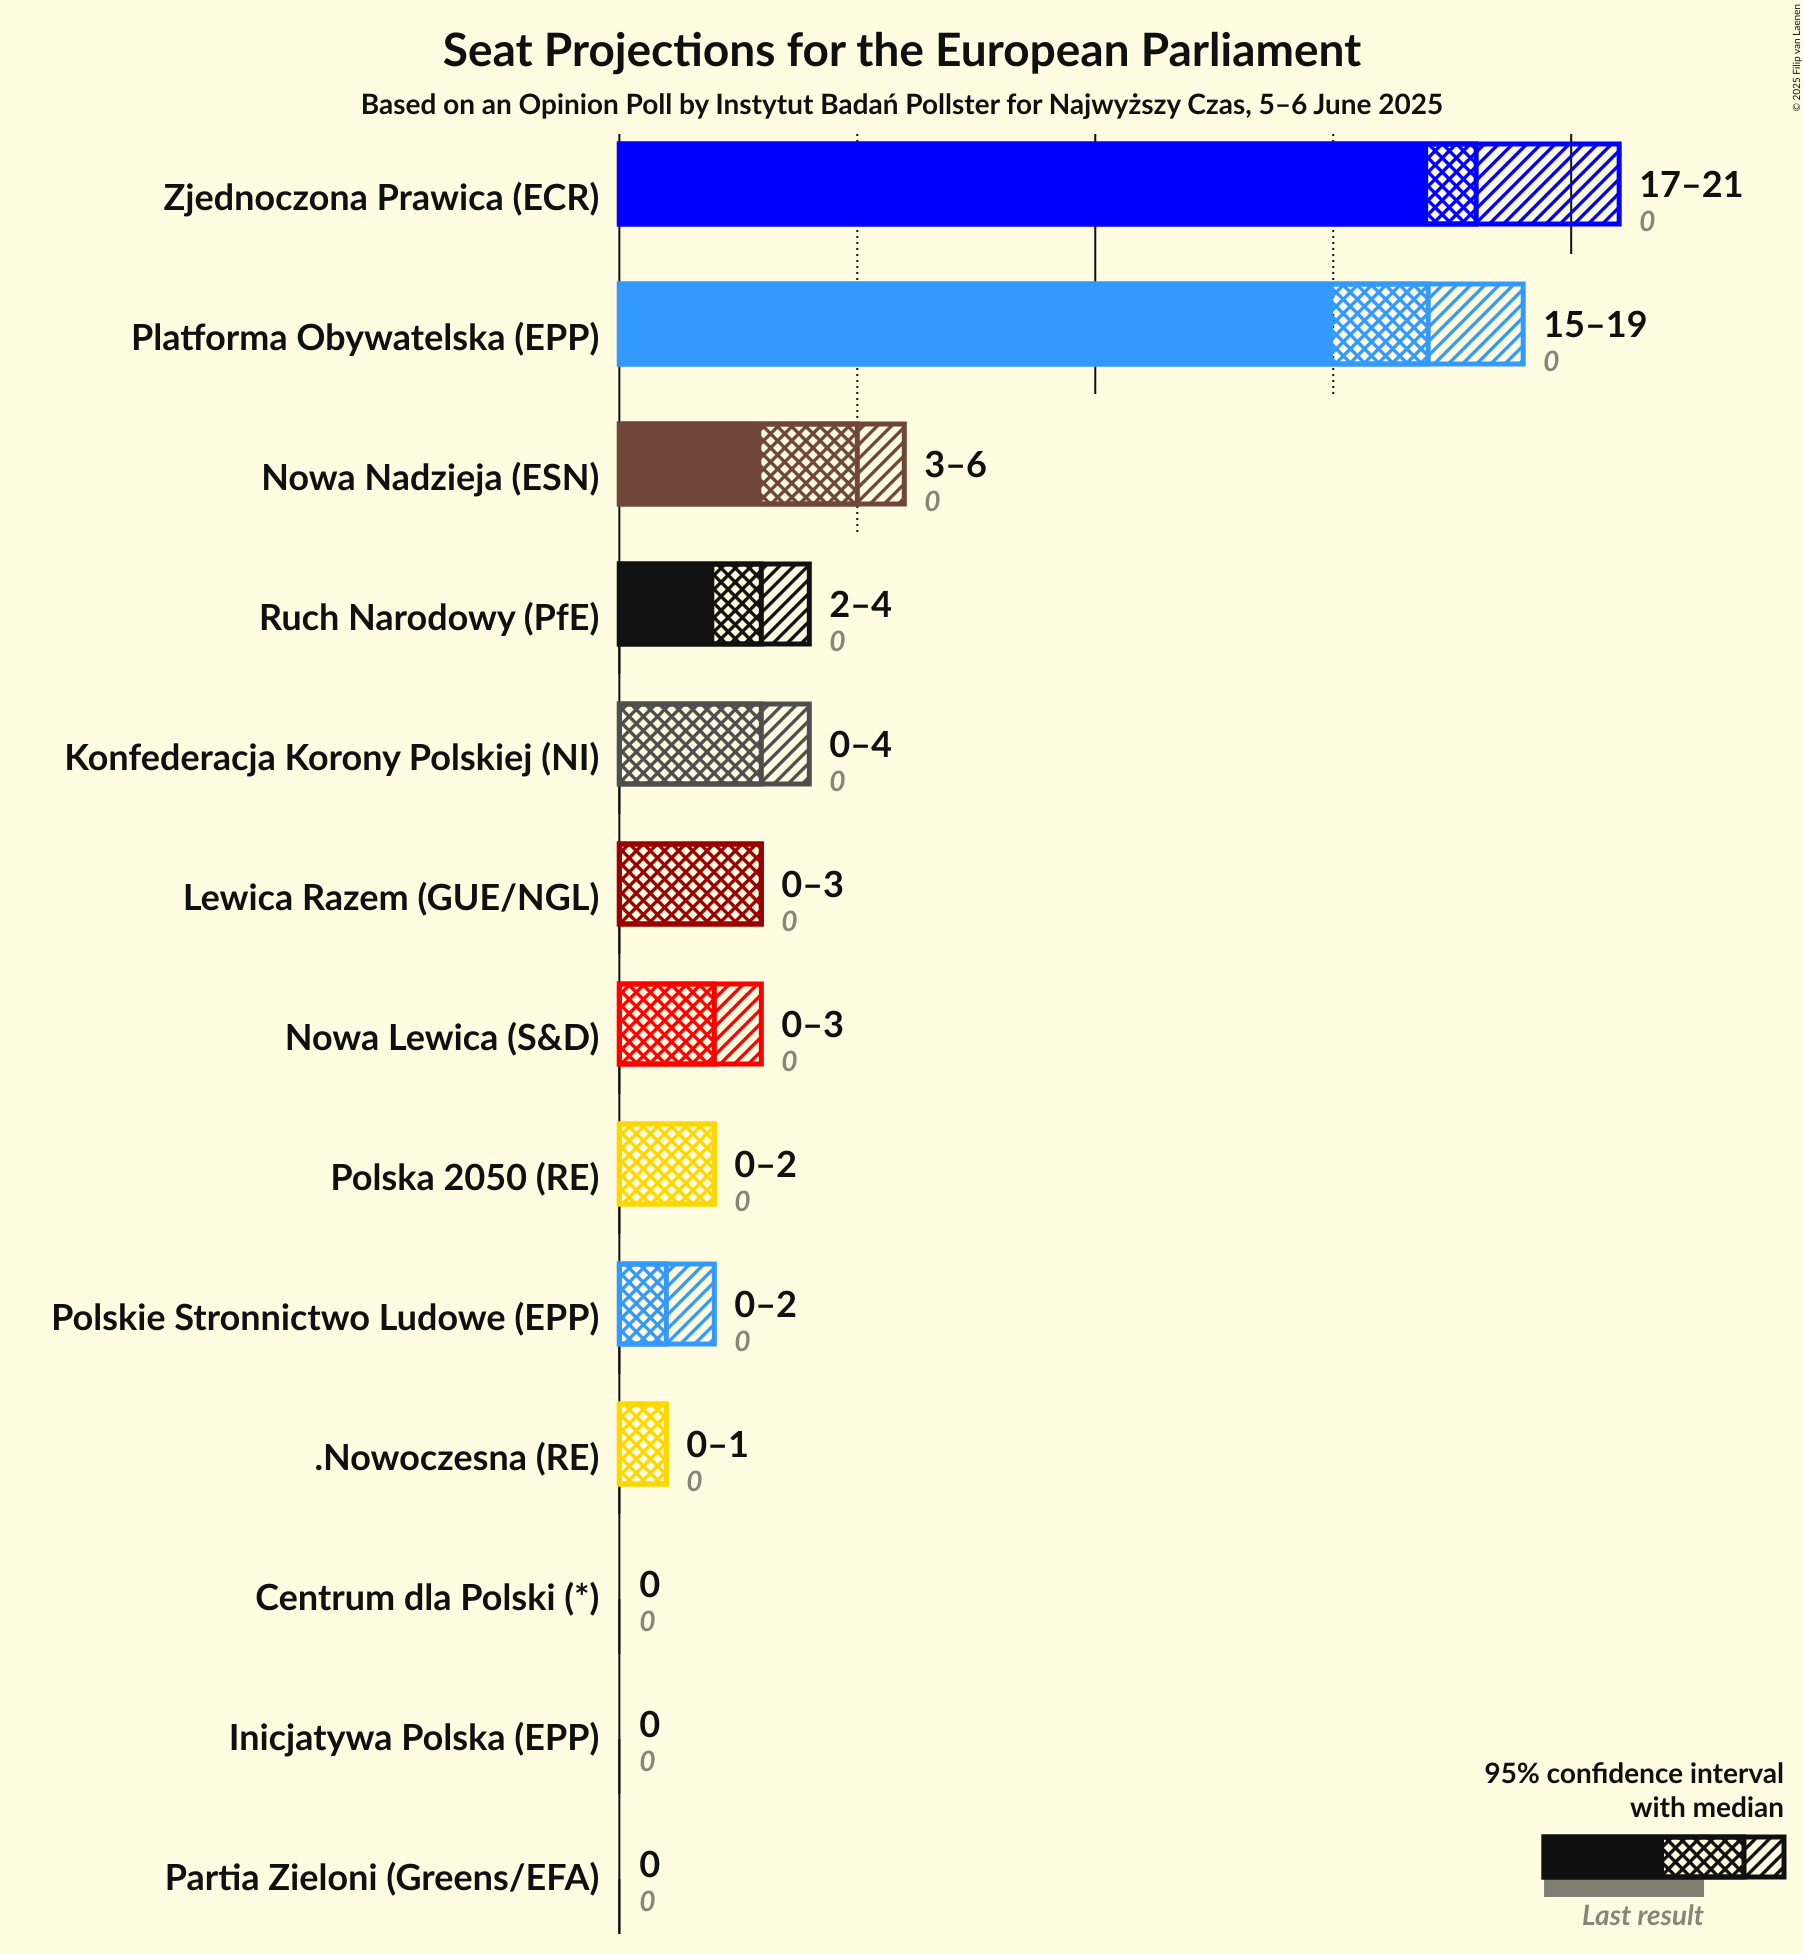 Seat Projections for the European Parliament
Based on an Opinion Poll by Instytut Badań Pollster for Najwyższy Czas, 5–6 June 2025
© 2025 Filip van Laenen
Zjednoczona Prawica (ECR)
17–21
0
Platforma Obywatelska (EPP)
15–19
0
Nowa Nadzieja (ESN)
3–6
0
Ruch Narodowy (PfE)
2–4
0
Konfederacja Korony Polskiej (NI)
0–4
0
Lewica Razem (GUE/NGL)
0–3
0
Nowa Lewica (S&D)
0–3
0
Polska 2050 (RE)
0–2
0
Polskie Stronnictwo Ludowe (EPP)
0–2
0
.Nowoczesna (RE)
0–1
0
Centrum dla Polski (*)
0
0
Inicjatywa Polska (EPP)
0
0
Partia Zieloni (Greens/EFA)
0
0
95% confidence interval
with median
Last result